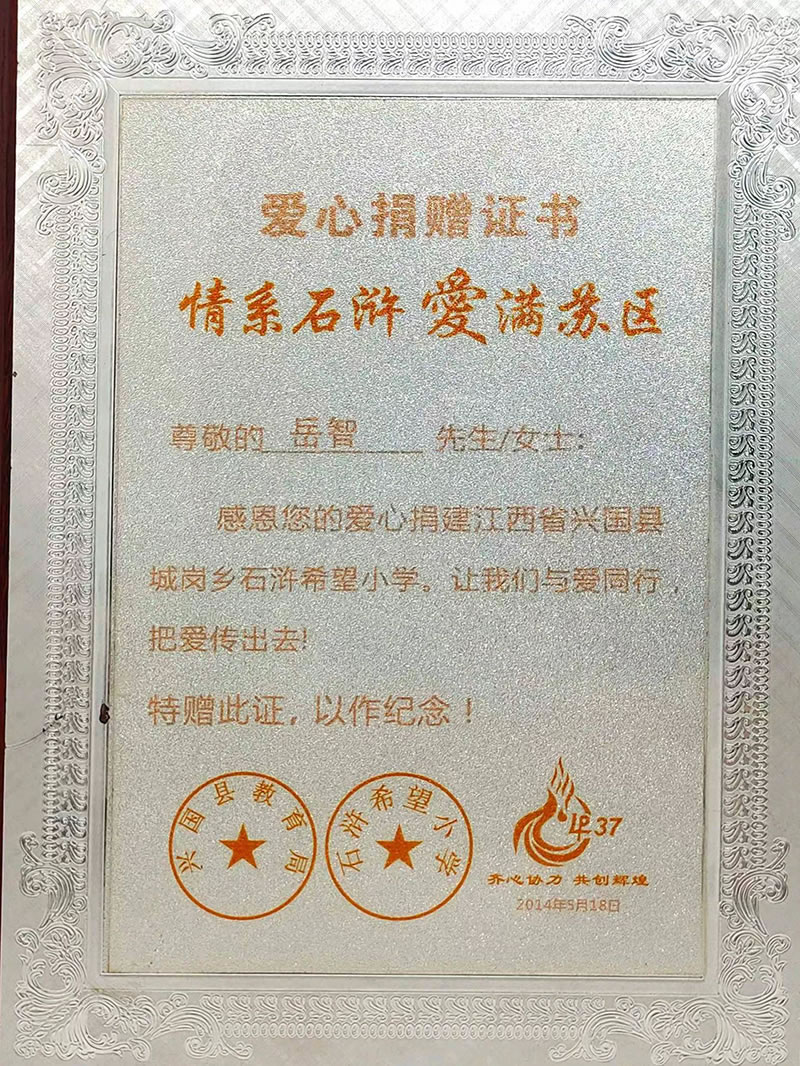 爱心捐赠证书
情系石浒 愛满苏区
尊敬的 岳智 先生/女士：
感恩您的爱心捐建江西省兴国县
城岗乡石浒希望小学。让我们与爱同行，
把爱传出去!
特赠此证，以作纪念！
兴国县教育局
石浒希望小学
LP37
齐心协力 共创辉煌
2014年5月18日